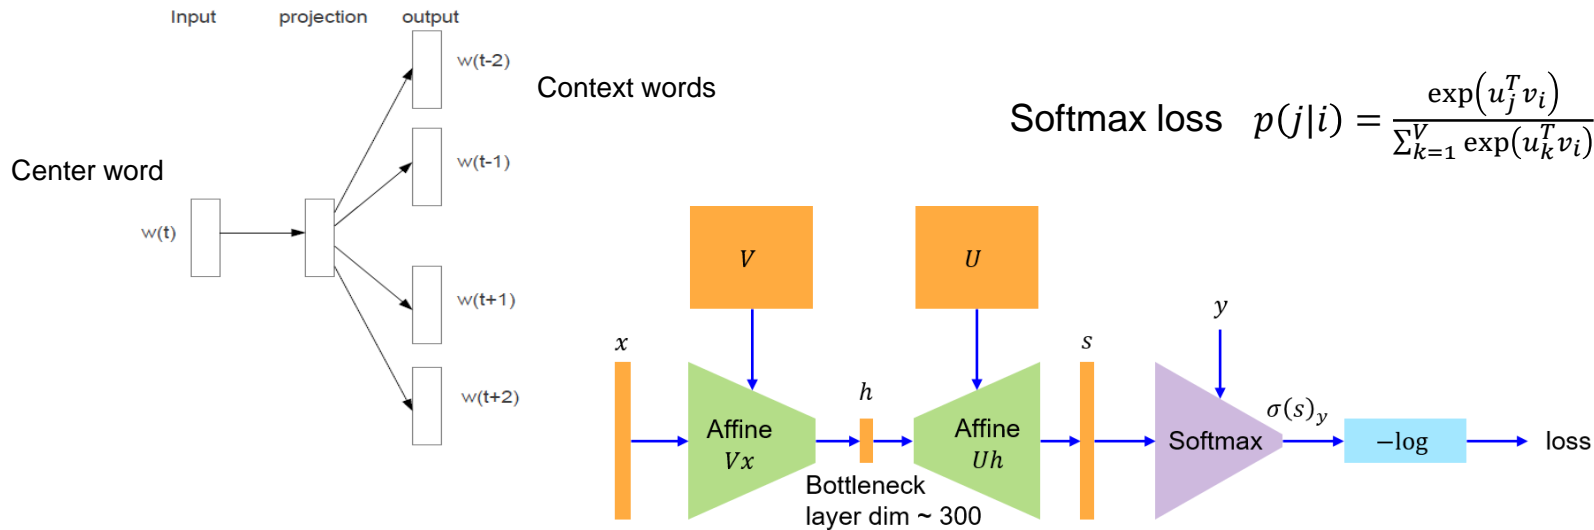 Input projection output
w(t-2)
Context words
w(t-1)
Center word
w(t)
w(t+1)
w(t+2)
Softmax loss p(j|i) = exp(u_j^T v_i) / ∑_{k=1}^V exp(u_k^T v_i)
V
U
x
h
s
y
Affine
Vx
Affine
Uh
Softmax
σ(s)_y
−log
loss
Bottleneck
layer dim ~ 300